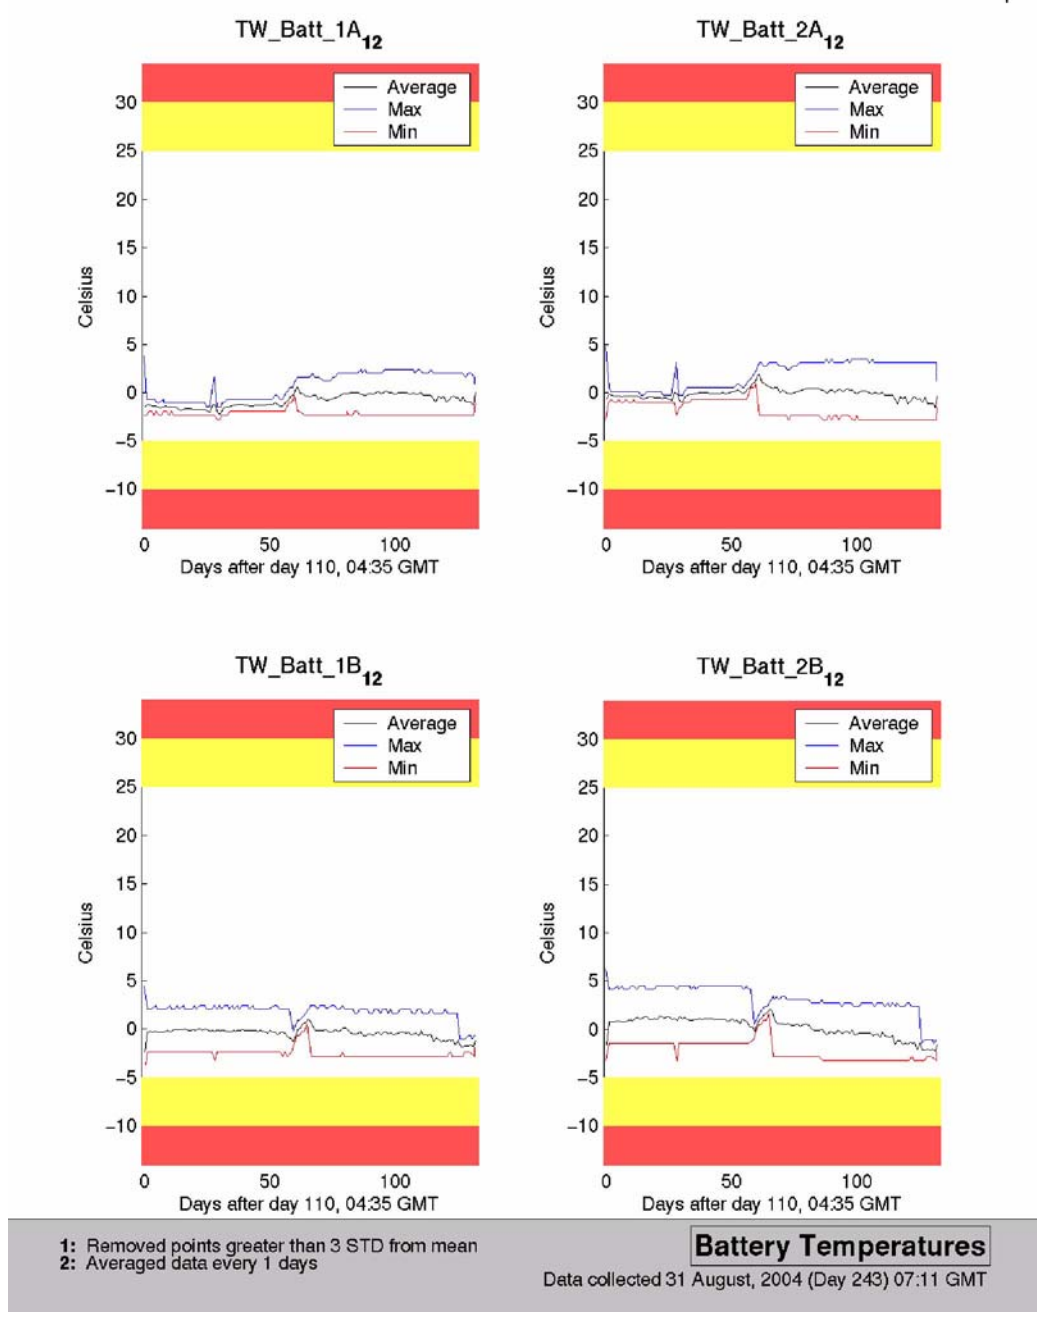 TW_Batt_1A12
Average
Max
Min
30
25
20
15
10
5
0
−5
−10
Celsius
0 50 100
Days after day 110, 04:35 GMT
TW_Batt_2A12
Average
Max
Min
30
25
20
15
10
5
0
−5
−10
Celsius
0 50 100
Days after day 110, 04:35 GMT
TW_Batt_1B12
Average
Max
Min
30
25
20
15
10
5
0
−5
−10
Celsius
0 50 100
Days after day 110, 04:35 GMT
TW_Batt_2B12
Average
Max
Min
30
25
20
15
10
5
0
−5
−10
Celsius
0 50 100
Days after day 110, 04:35 GMT
1: Removed points greater than 3 STD from mean
2: Averaged data every 1 days
Battery Temperatures
Data collected 31 August, 2004 (Day 243) 07:11 GMT